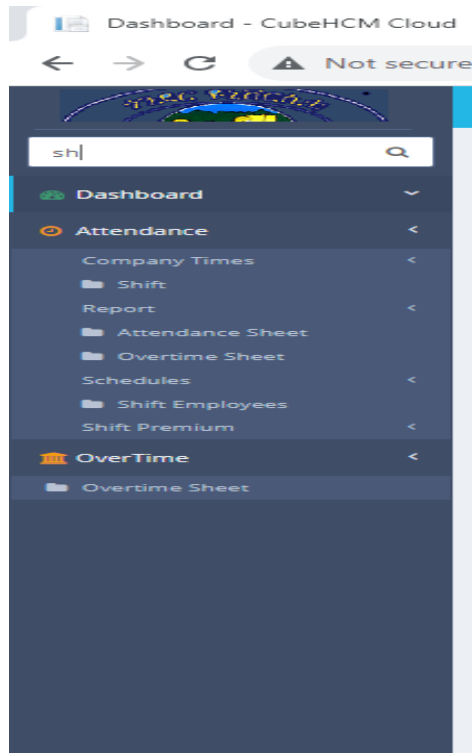 Dashboard - CubeHCM Cloud
Not secure
sh
Dashboard
Attendance
Company Times
Shift
Report
Attendance Sheet
Overtime Sheet
Schedules
Shift Employees
Shift Premium
OverTime
Overtime Sheet